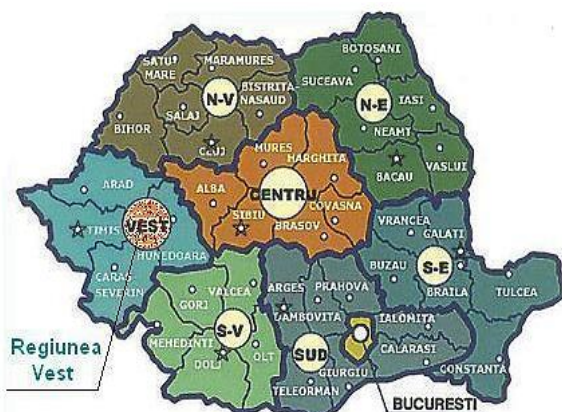 SATU
MARE
MARAMURES
BISTRITA-
NASAUD
SALAJ
N-V
BIHOR
CLUJ
BOTOSANI
SUCEAVA
N-E
IASI
NEAMT
BACAU
VASLUI
MURES
HARGHITA
ALBA
CENTRU
COVASNA
SIBIU
BRASOV
ARAD
TIMIS
VEST
HUNEDOARA
CARAS
SEVERIN
VRANCEA
GALATI
BUZAU
S-E
BRAILA
TULCEA
CONSTANTA
VALCEA
GORJ
MEHEDINTI
S-V
DOLJ
OLT
ARGES
PRAHOVA
DAMBOVITA
IALOMITA
SUD
CALARASI
GIURGIU
TELEORMAN
BUCURESTI
Regiunea
Vest